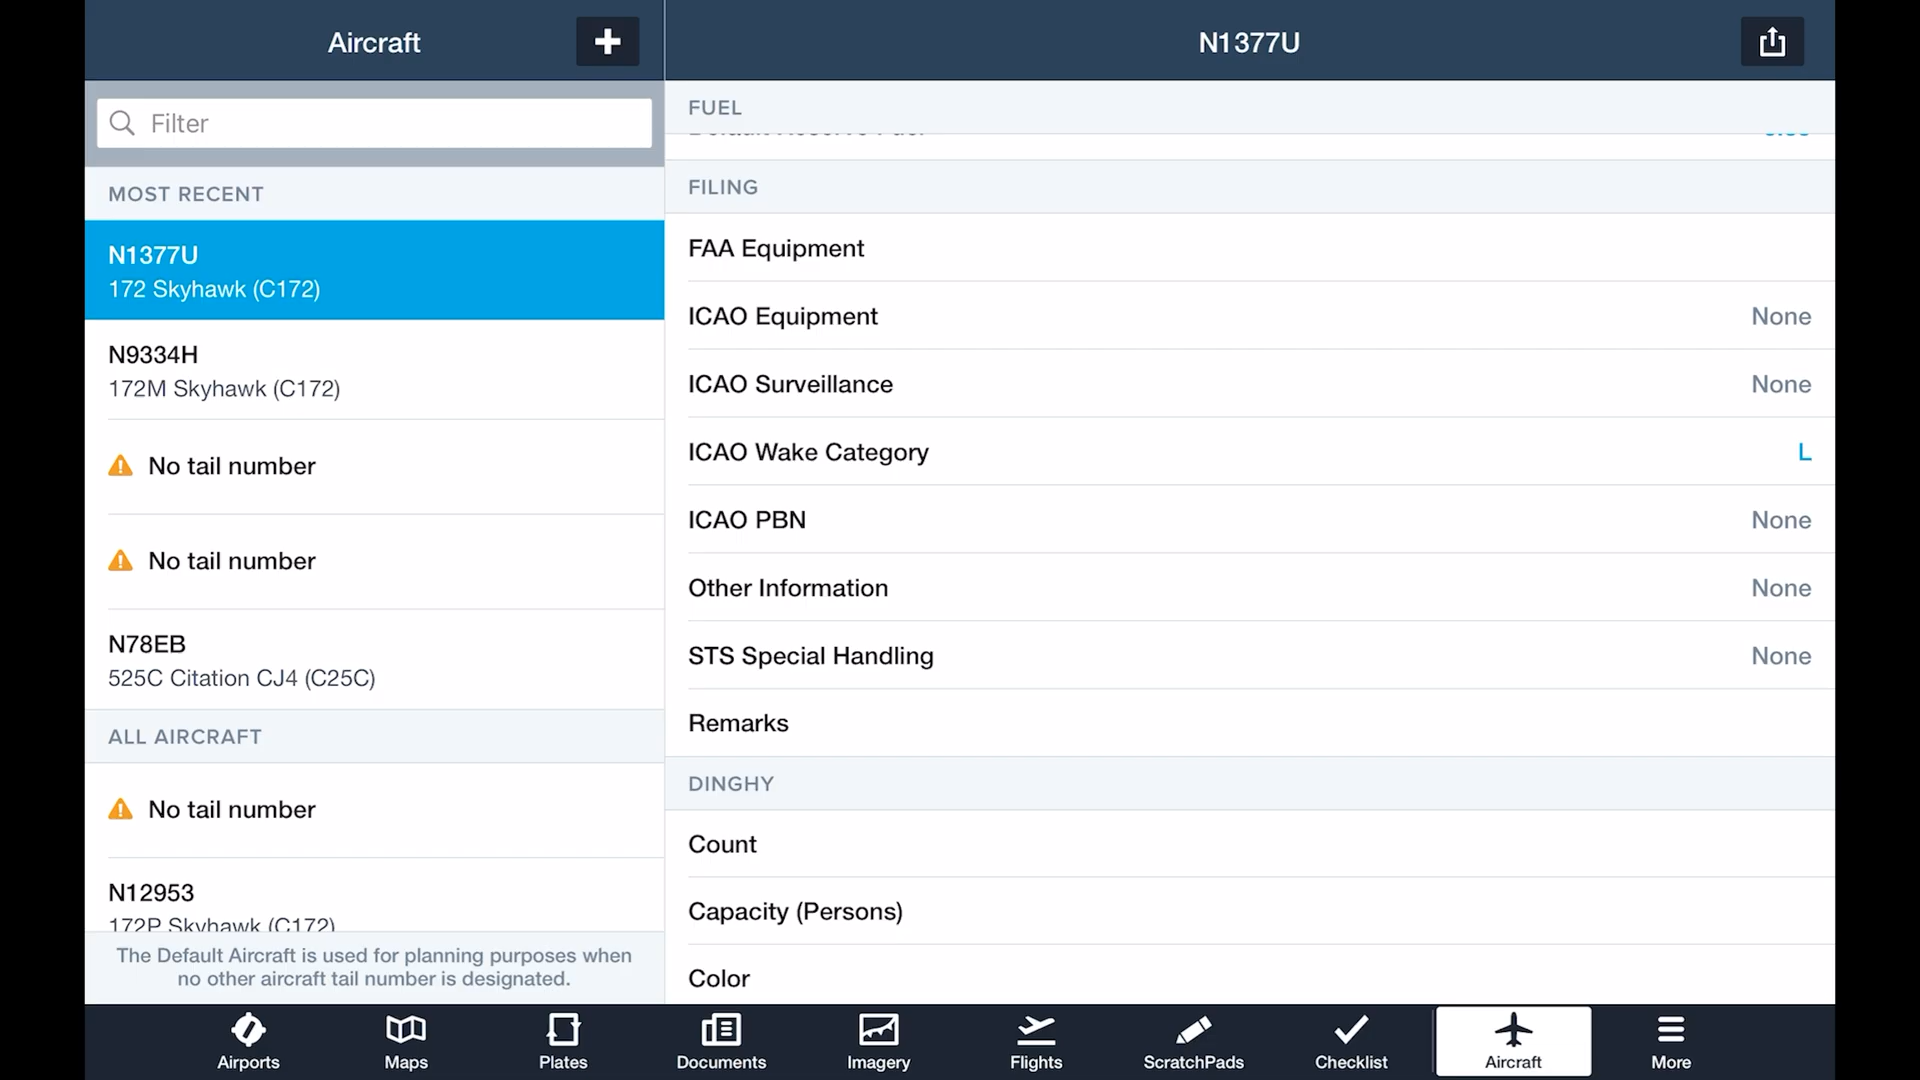 Aircraft
Filter
MOST RECENT
N1377U
172 Skyhawk (C172)
N9334H
172M Skyhawk (C172)
No tail number
No tail number
N78EB
525C Citation CJ4 (C25C)
ALL AIRCRAFT
No tail number
N12953
172P Skyhawk (C172)
The Default Aircraft is used for planning purposes when
no other aircraft tail number is designated.
N1377U
FUEL
FILING
FAA Equipment
ICAO Equipment None
ICAO Surveillance None
ICAO Wake Category L
ICAO PBN None
Other Information None
STS Special Handling None
Remarks
DINGHY
Count
Capacity (Persons)
Color
Airports
Maps
Plates
Documents
Imagery
Flights
ScratchPads
Checklist
Aircraft
More